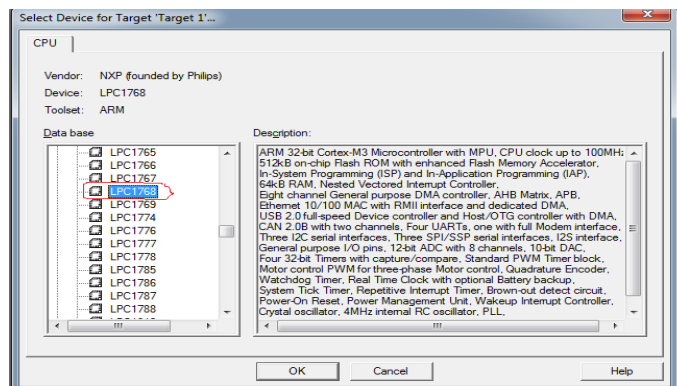 Select Device for Target 'Target 1'...
CPU
Vendor: NXP (founded by Philips)
Device: LPC1768
Toolset: ARM
Data base
Description:
LPC1765
LPC1766
LPC1767
LPC1768
LPC1769
LPC1774
LPC1776
LPC1777
LPC1778
LPC1785
LPC1786
LPC1787
LPC1788
ARM 32-bit Cortex-M3 Microcontroller with MPU, CPU clock up to 100MHz
512kB on-chip Flash ROM with enhanced Flash Memory Accelerator,
In-System Programming (ISP) and In-Application Programming (IAP),
64kB RAM, Nested Vectored Interrupt Controller,
Eight channel General purpose DMA controller, AHB Matrix, APB,
Ethernet 10/100 MAC with RMII interface and dedicated DMA,
USB 2.0 full-speed Device controller and Host/OTG controller with DMA,
CAN 2.0B with two channels, Four UARTs, one with full Modem interface,
Three I2C serial interfaces, Three SPI/SSP serial interfaces, I2S interface,
General purpose I/O pins, 12-bit ADC with 8 channels, 10-bit DAC,
Four 32-bit Timers with capture/compare, Standard PWM Timer block,
Motor control PWM for three-phase Motor control, Quadrature Encoder,
Watchdog Timer, Real Time Clock with optional Battery backup,
System Tick Timer, Repetitive Interrupt Timer, Brown-out detect circuit,
Power-On Reset, Power Management Unit, Wakeup Interrupt Controller,
Crystal oscillator, 4MHz internal RC oscillator, PLL,
OK
Cancel
Help